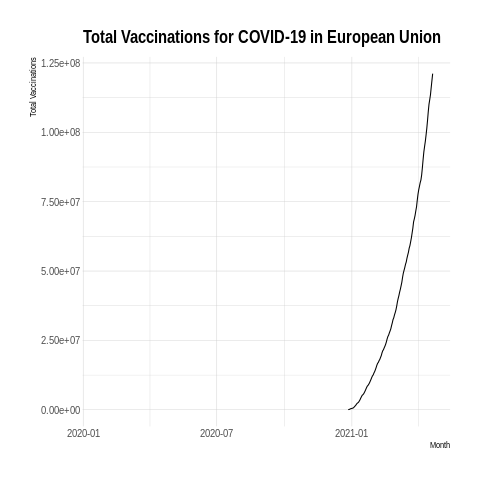 Total Vaccinations for COVID-19 in European Union
Total Vaccinations
1.25e+08
1.00e+08
7.50e+07
5.00e+07
2.50e+07
0.00e+00
2020-01
2020-07
2021-01
Month